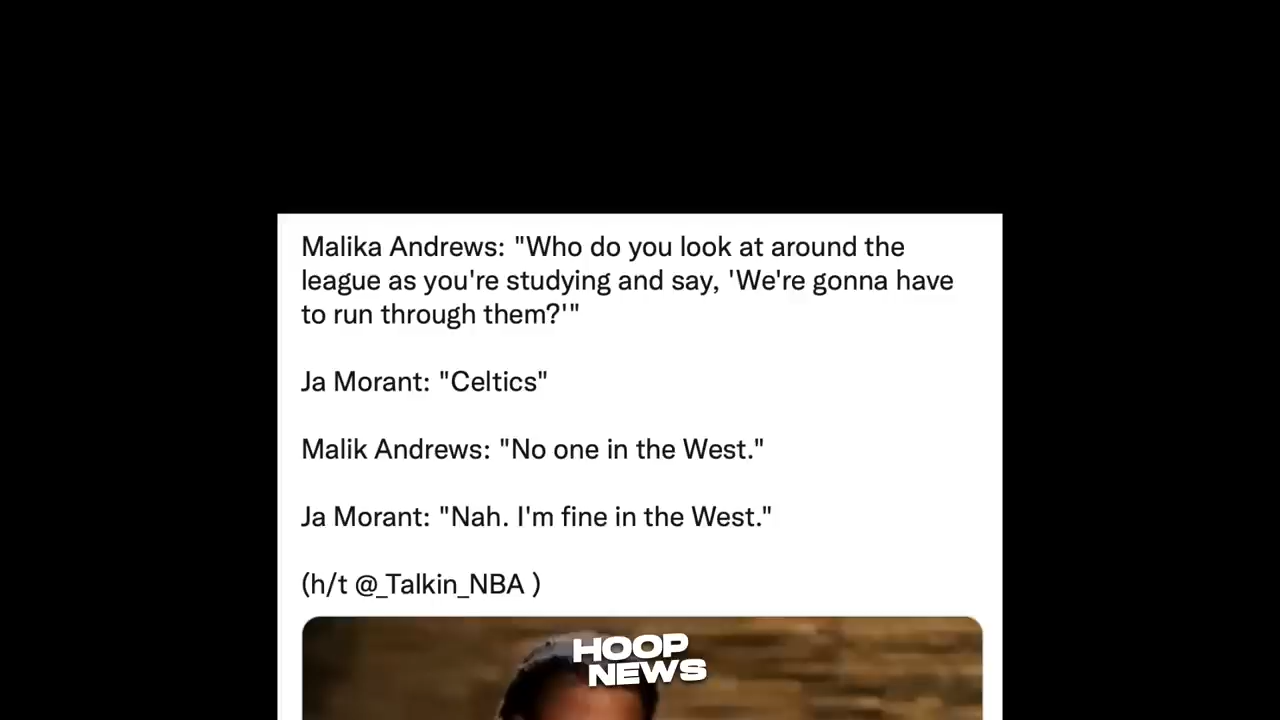 Malika Andrews: "Who do you look at around the
league as you're studying and say, 'We're gonna have
to run through them?'"
Ja Morant: "Celtics"
Malik Andrews: "No one in the West."
Ja Morant: "Nah. I'm fine in the West."
(h/t @_Talkin_NBA )
HOOP
NEWS